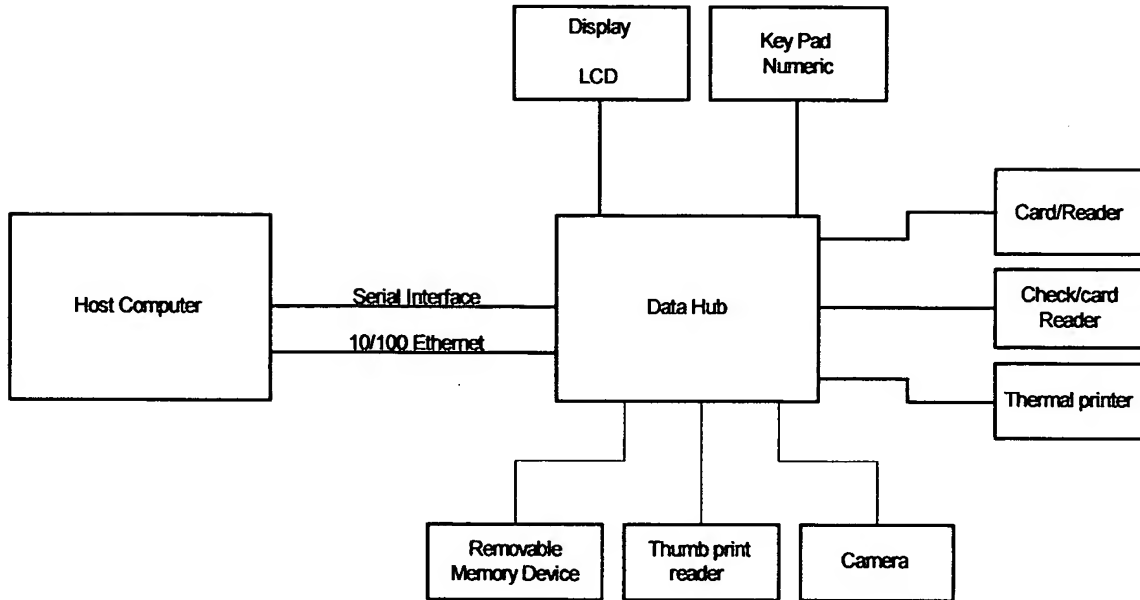 Display
LCD
Key Pad
Numeric
Card/Reader
Host Computer
Serial Interface
Data Hub
Check/card
Reader
10/100 Ethernet
Thermal printer
Removable
Memory Device
Thumb print
reader
Camera